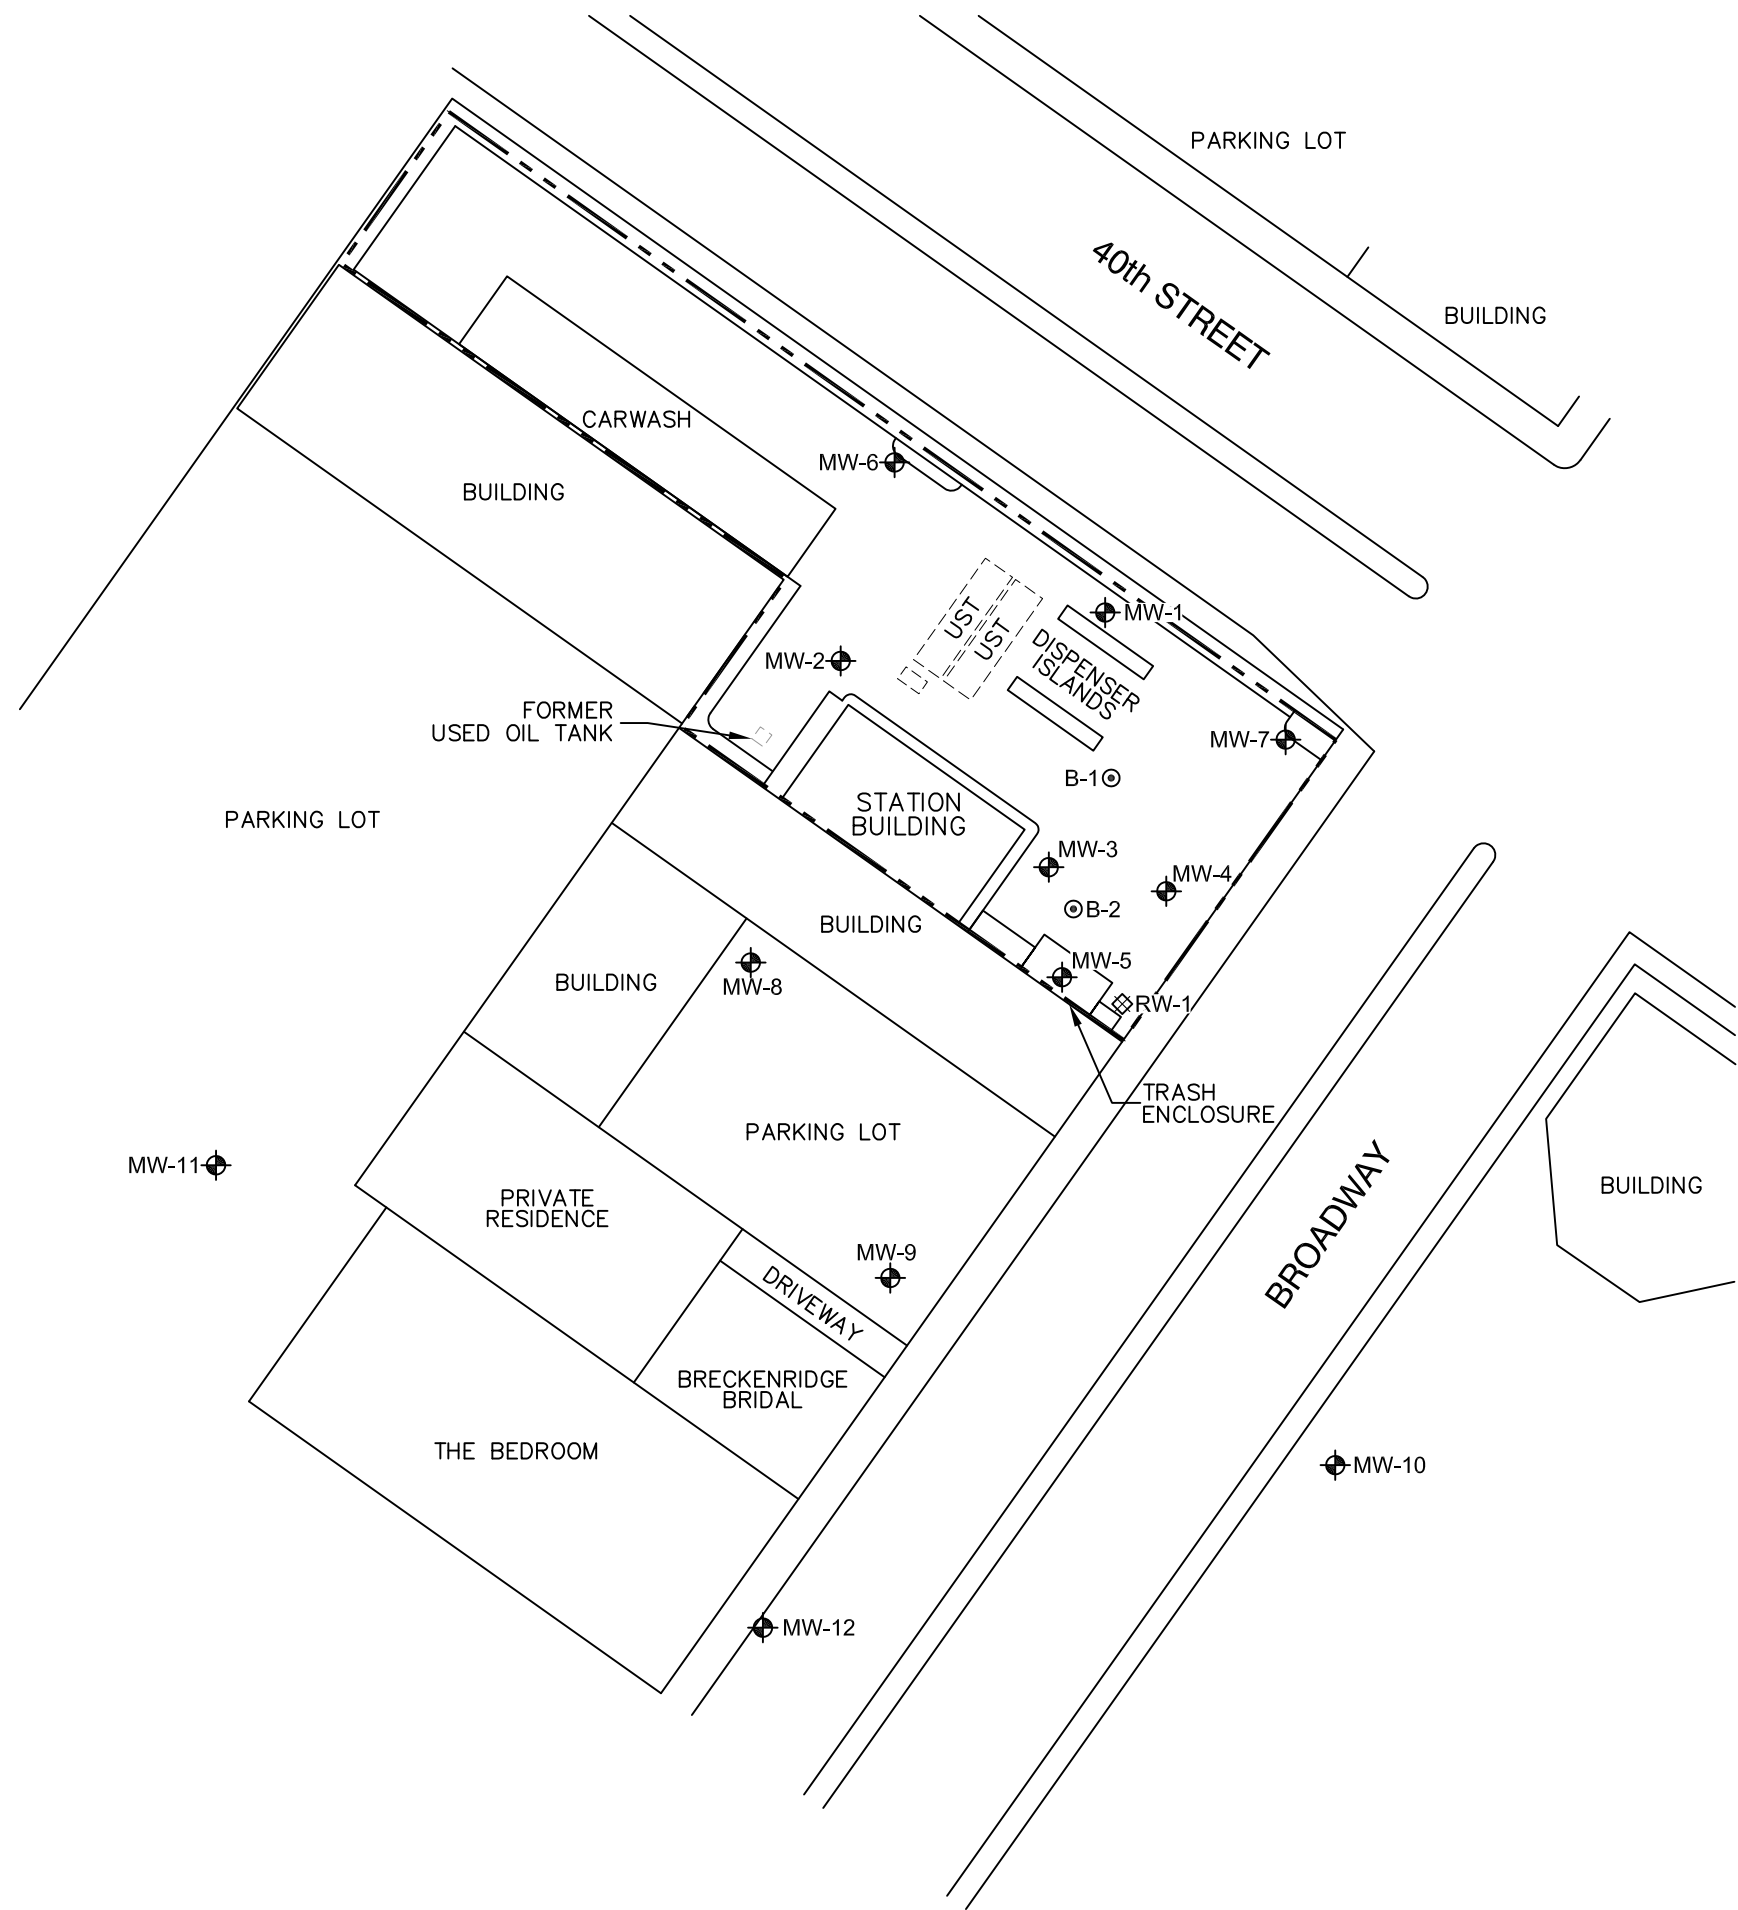 PARKING LOT
40th STREET
BUILDING
CARWASH
MW-6
BUILDING
UST
UST
MW-1
DISPENSER
ISLANDS
MW-2
FORMER
USED OIL TANK
MW-7
B-1
STATION
BUILDING
PARKING LOT
MW-3
MW-4
B-2
BUILDING
MW-5
BUILDING
MW-8
RW-1
TRASH
ENCLOSURE
PARKING LOT
MW-11
BROADWAY
BUILDING
PRIVATE
RESIDENCE
MW-9
DRIVEWAY
BRECKENRIDGE
BRIDAL
THE BEDROOM
MW-10
MW-12